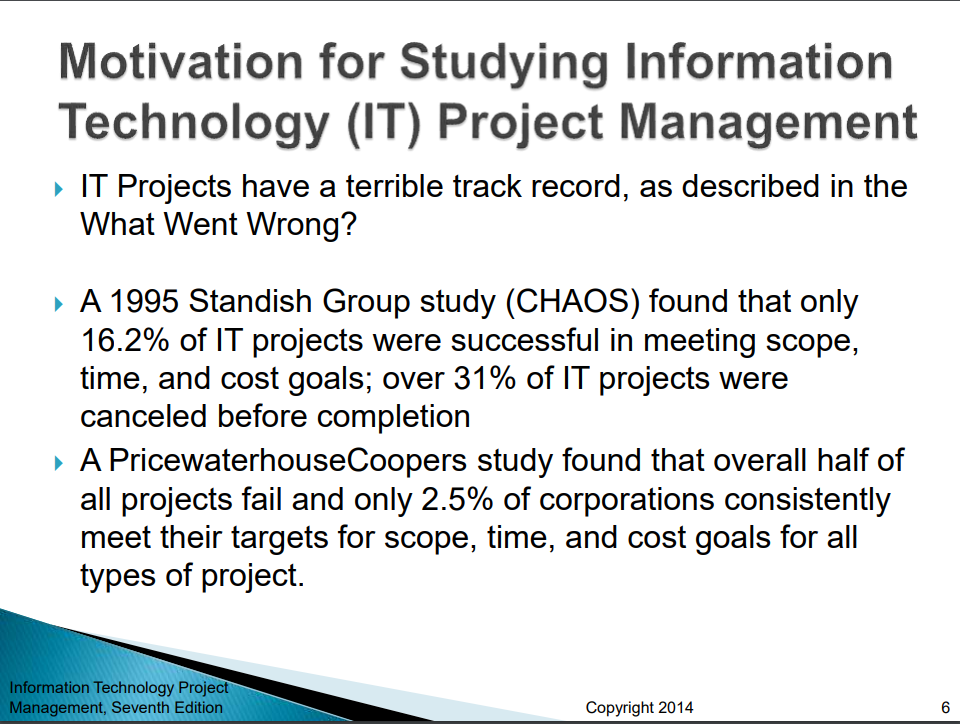 Motivation for Studying Information
Technology (IT) Project Management
IT Projects have a terrible track record, as described in the
What Went Wrong?
A 1995 Standish Group study (CHAOS) found that only
16.2% of IT projects were successful in meeting scope,
time, and cost goals; over 31% of IT projects were
canceled before completion
A PricewaterhouseCoopers study found that overall half of
all projects fail and only 2.5% of corporations consistently
meet their targets for scope, time, and cost goals for all
types of project.
Information Technology Project
Management, Seventh Edition
Copyright 2014
6